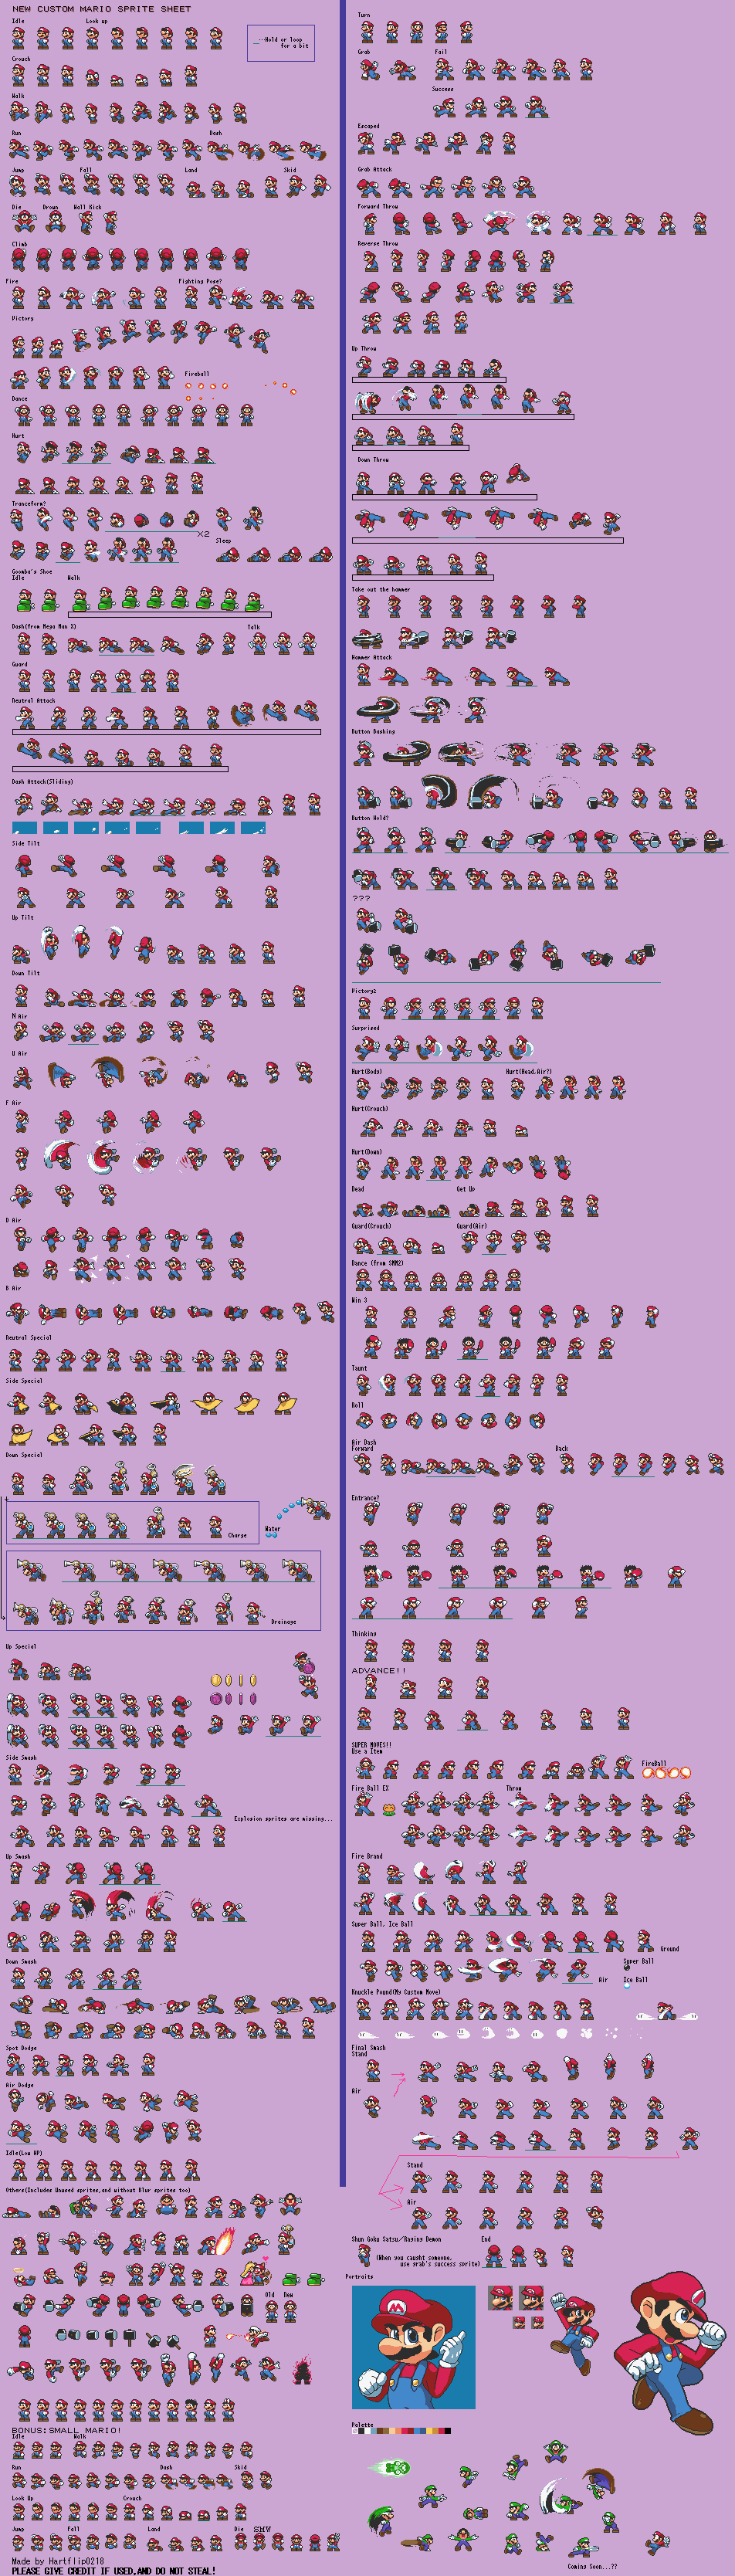 NEW CUSTOM MARIO SPRITE SHEET
Idle
Look up
...Hold or loop
for a bit
Crouch
Walk
Run
Dash
Jump
Fall
Land
Skid
Die
Drown
Wall Kick
Climb
Fire
Fighting Pose?
Victory
Fireball
Dance
Hurt
Tranceform?
X2
Sleep
Goomba's Shoe
Idle
Walk
Dash(from Mega Man X)
Talk
Guard
Neutral Attack
Dash Attack(Sliding)
Side Tilt
Up Tilt
Down Tilt
N Air
U Air
F Air
D Air
B Air
Neutral Special
Side Special
Down Special
Charge
Water
Drainage
Up Special
Side Smash
Explosion sprites are missing...
Up Smash
Down Smash
Spot Dodge
Air Dodge
Idle(Low HP)
Others(Includes Unused sprites,and without Blur sprites too)
Old
New
BONUS:SMALL MARIO!
Idle
Walk
Run
Dash
Skid
Look Up
Crouch
Jump
Fall
Land
Die
SMW
Made by Hartflip0218
PLEASE GIVE CREDIT IF USED,AND DO NOT STEAL!
Turn
Grab
Fail
Success
Escaped
Grab Attack
Forward Throw
Reverse Throw
Up Throw
Down Throw
Take out the hammer
Hammer Attack
Button Bashing
Button Hold?
???
Victory2
Surprised
Hurt(Body)
Hurt(Head,Air?)
Hurt(Crouch)
Hurt(Down)
Dead
Get Up
Guard(Crouch)
Guard(Air)
Dance (from SMM2)
Win 3
Taunt
Roll
Air Dash
Forward
Back
Entrance?
Thinking
ADVANCE!!
SUPER MOVES!!
Use a Item
FireBall
Fire Ball EX
Throw
Fire Brand
Super Ball, Ice Ball
Ground
Super Ball
Air
Ice Ball
Knuckle Pound(My Custom Move)
Final Smash
Stand
Air
Stand
Air
Shun Goku Satsu/Raging Demon
End
(When you caught someone,
use grab's success sprite)
Portraits
M
Palette
Coming Soon...??